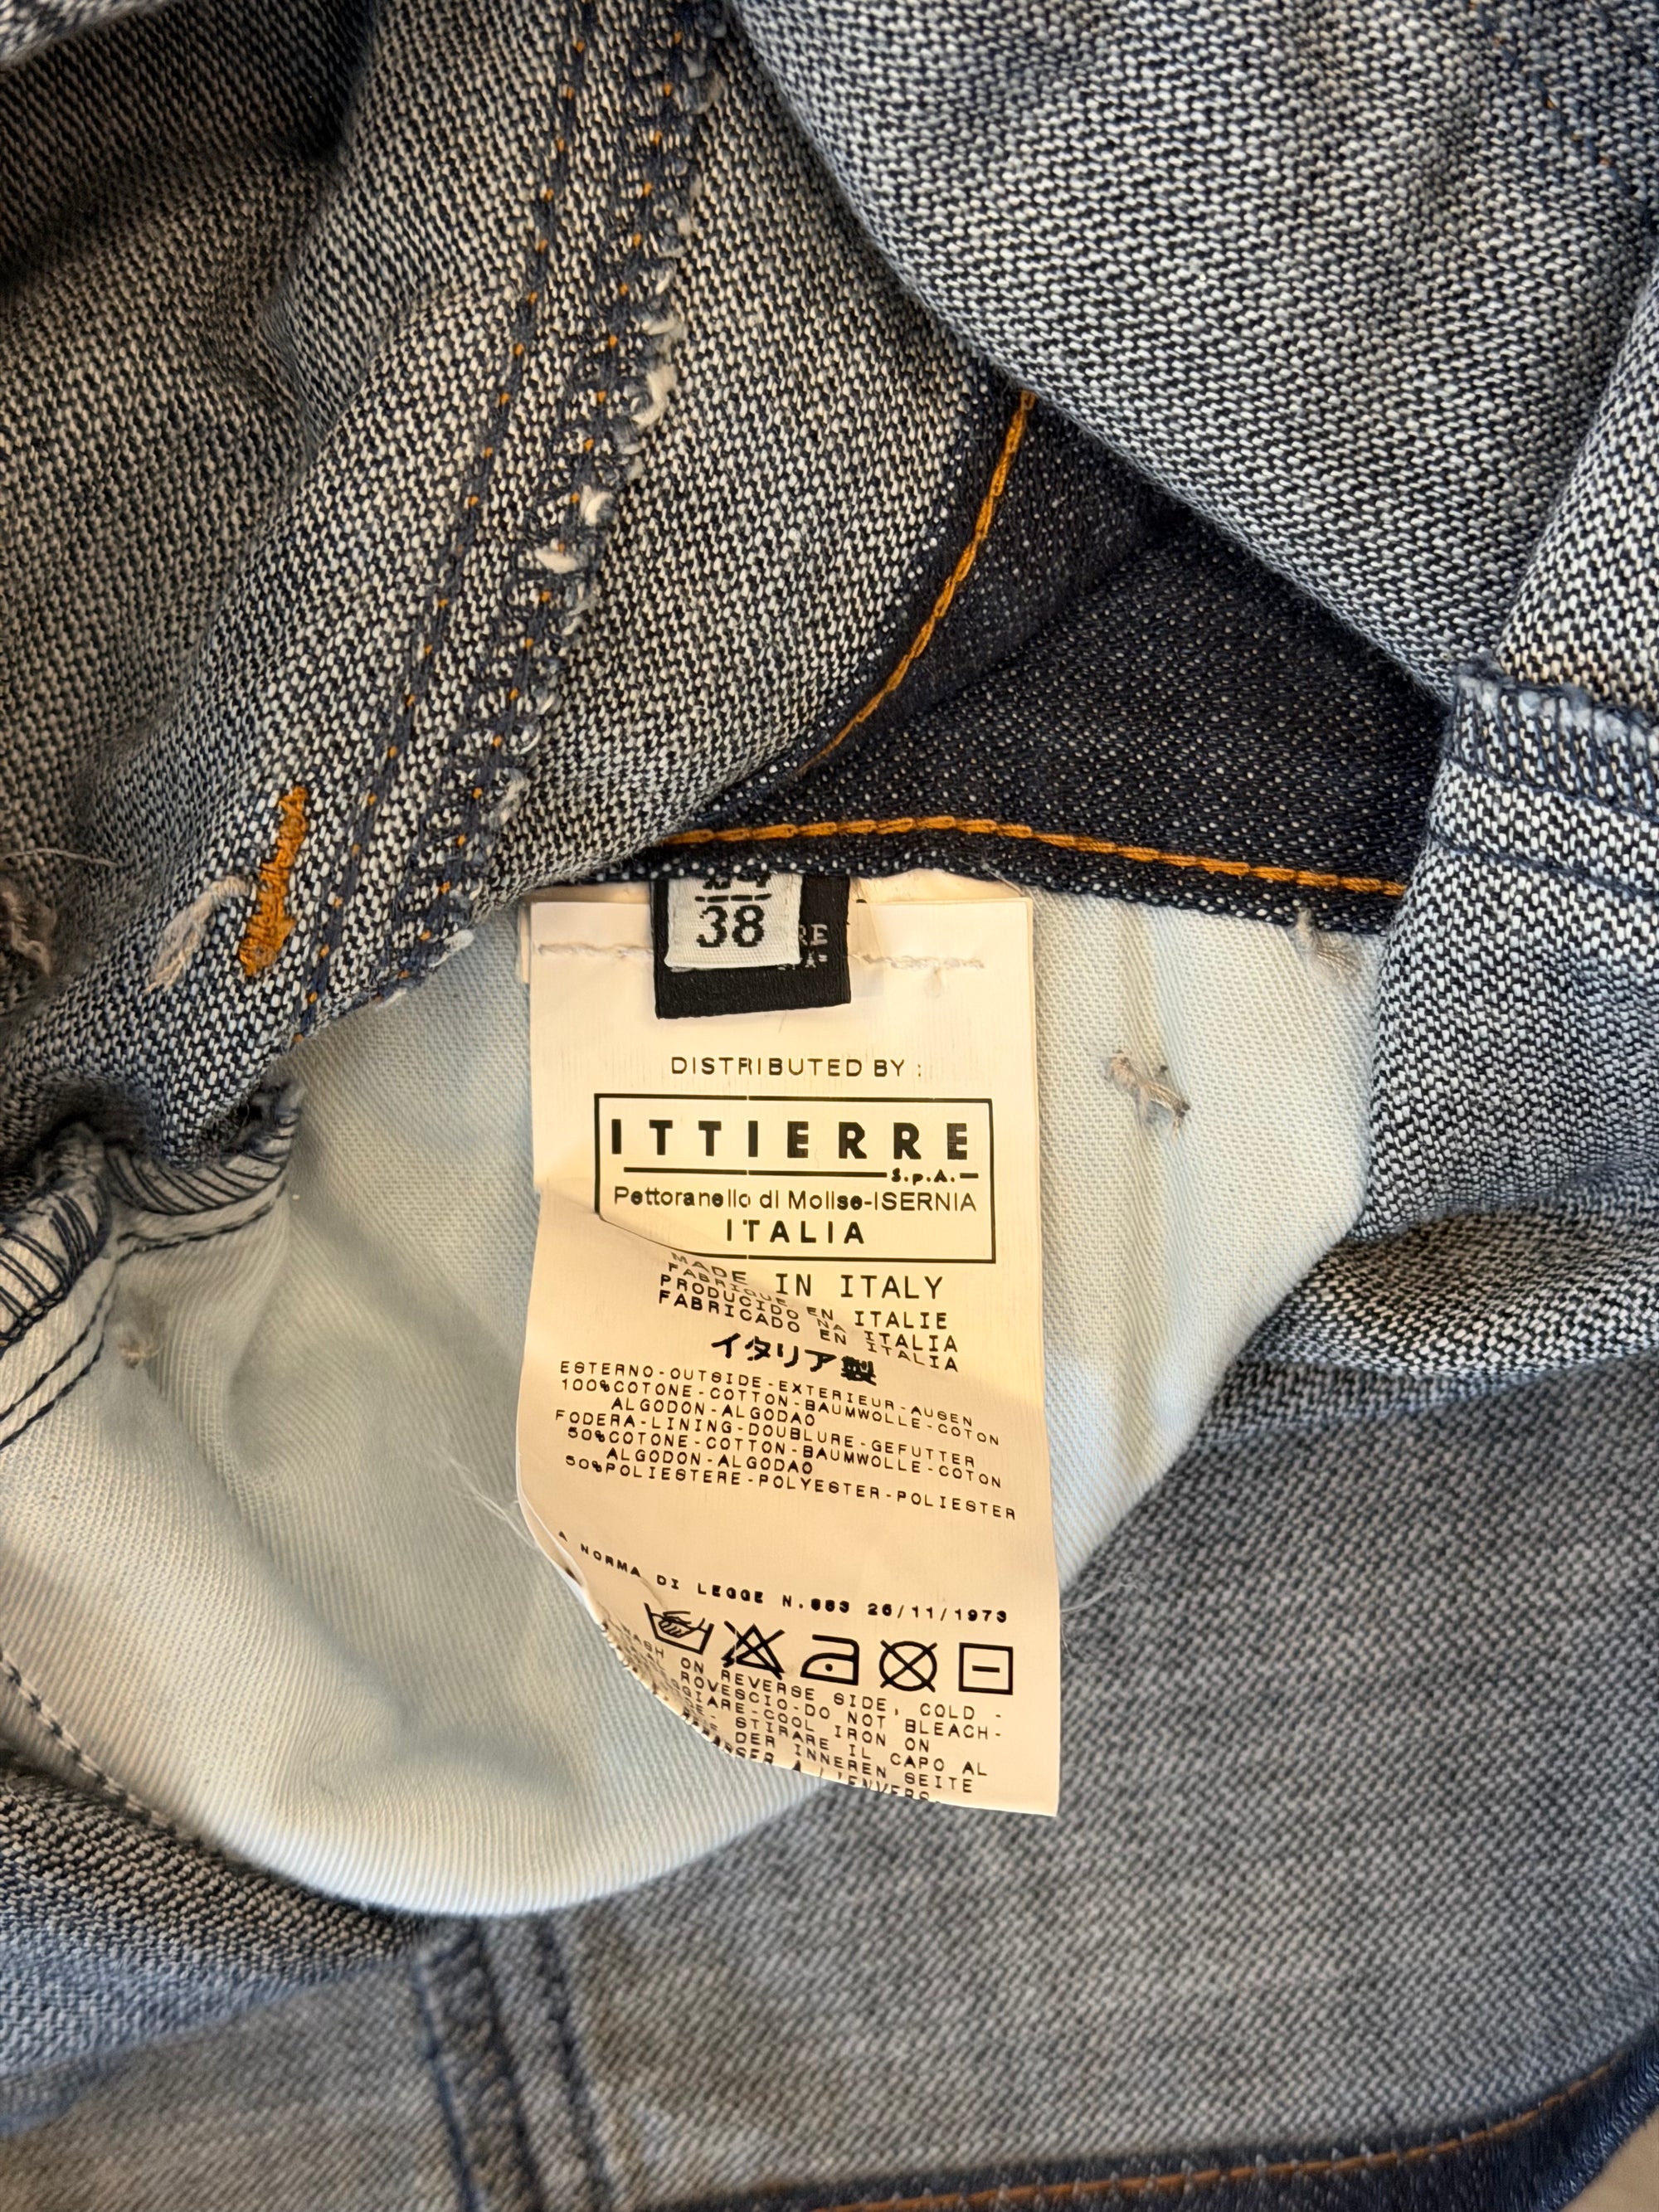 38
RE
DISTRIBUTED BY :
ITTIERRE
S.p.A.
Pettoranello di Molise-ISERNIA
ITALIA
MADE IN ITALY
FABRIQUE EN ITALIE
PRODUCIDO NA ITALIA
FABRICADO EN ITALIA
イタリア製
ESTERNO-OUTSIDE-EXTERIEUR-AUSEN
100%COTONE-COTTON-BAUMWOLLE-COTON
ALGODON-ALGODAO
FODERA-LINING-DOUBLURE-GEFUTTER
50%COTONE-COTTON-BAUMWOLLE-COTON
ALGODON-ALGODAO
50%POLIESTERE-POLYESTER-POLIESTER
A NORMA DI LEGGE N.883 26/11/1973
WASH ON REVERSE SIDE, COLD -
ROVESCIO-DO NOT BLEACH-
-COOL IRON ON
STIRARE IL CAPO AL
DER INNEREN SEITE
A L'ENVERS